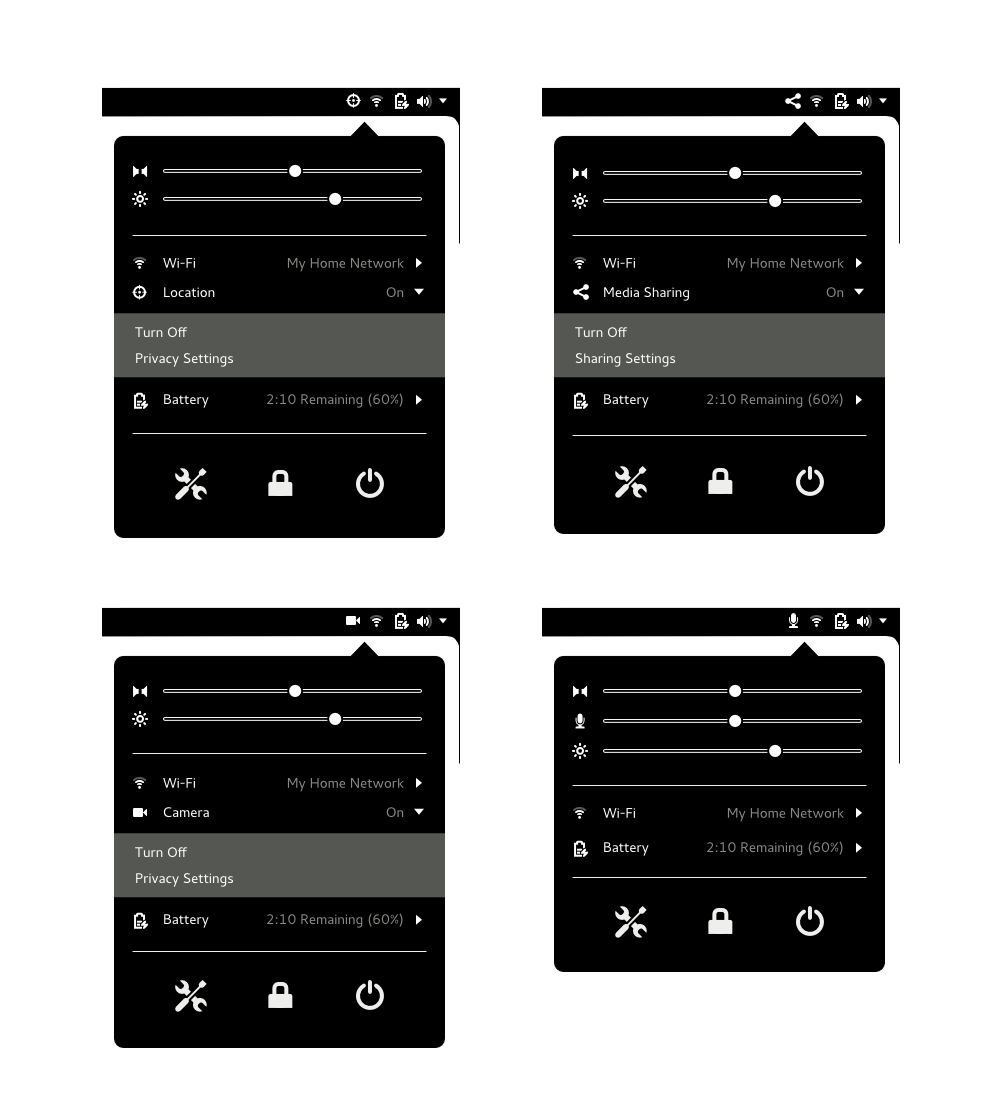 Wi-Fi My Home Network
Location On
Turn Off
Privacy Settings
Battery 2:10 Remaining (60%)
Wi-Fi My Home Network
Media Sharing On
Turn Off
Sharing Settings
Battery 2:10 Remaining (60%)
Wi-Fi My Home Network
Camera On
Turn Off
Privacy Settings
Battery 2:10 Remaining (60%)
Wi-Fi My Home Network
Battery 2:10 Remaining (60%)